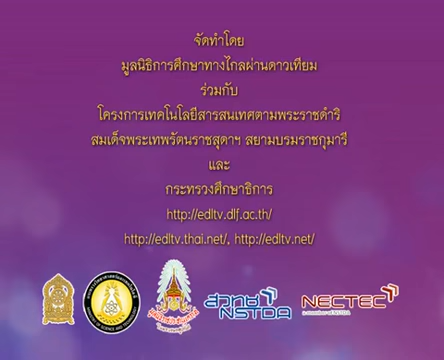 จัดทำโดย
มูลนิธิการศึกษาทางไกลผ่านดาวเทียม
ร่วมกับ
โครงการเทคโนโลยีสารสนเทศตามพระราชดำริ
สมเด็จพระเทพรัตนราชสุดาฯ สยามบรมราชกุมารี
และ
กระทรวงศึกษาธิการ
http://edltv.dlf.ac.th/
http://edltv.thai.net/, http://edltv.net/
สวทช
NSTDA
NECTEC
a member of NSTDA